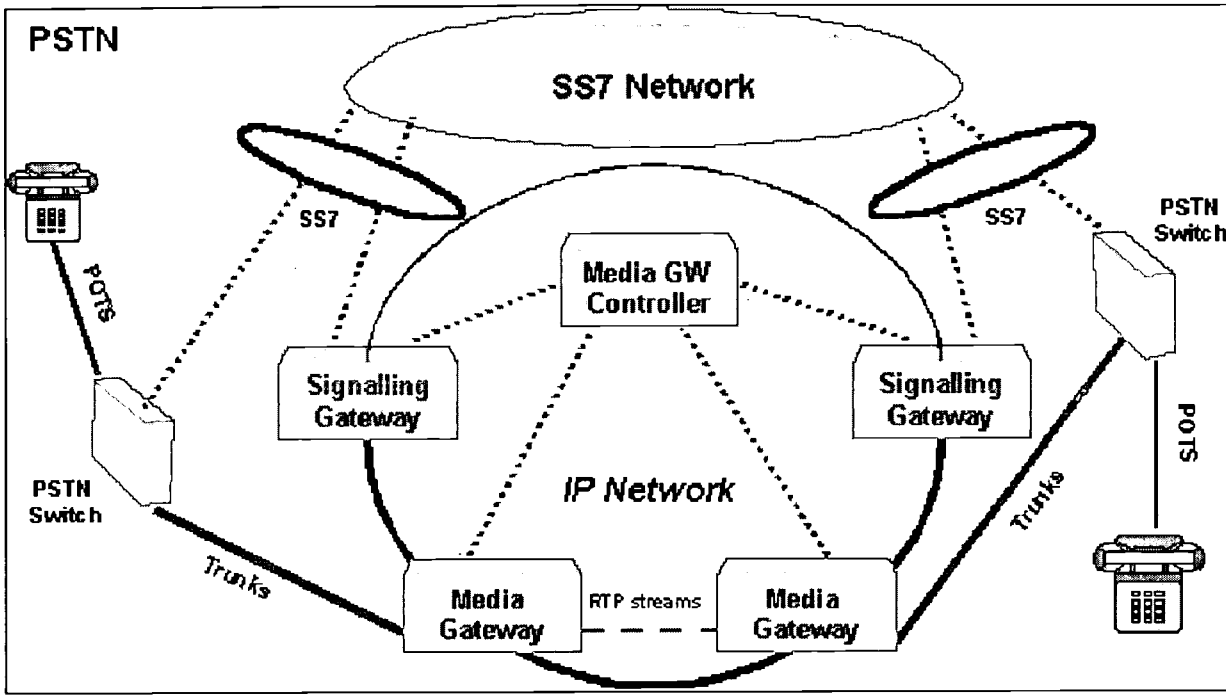 PSTN
SS7 Network
SS7
SS7
PSTN
Switch
Media GW
Controller
POTS
Signalling
Gateway
Signalling
Gateway
POTS
IP Network
PSTN
Switch
Trunks
Trunks
Media
Gateway
RTP streams
Media
Gateway